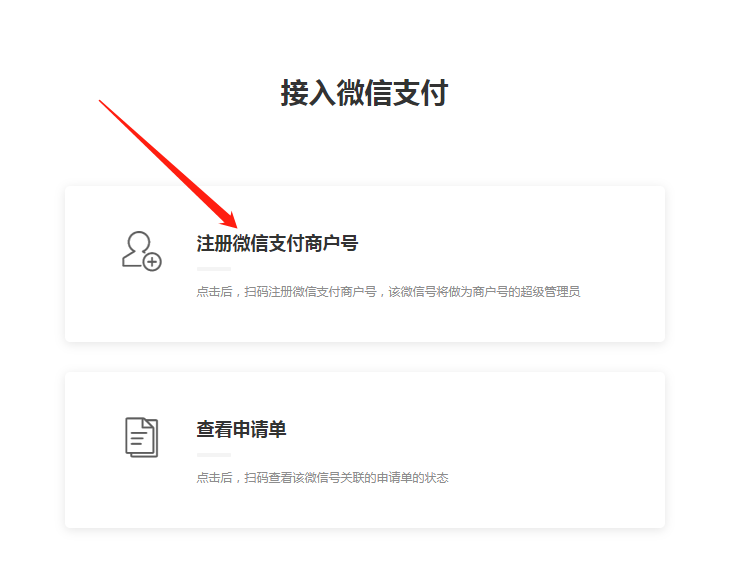 接入微信支付
注册微信支付商户号
点击后，扫码注册微信支付商户号，该微信号将做为商户号的超级管理员
查看申请单
点击后，扫码查看该微信号关联的申请单的状态